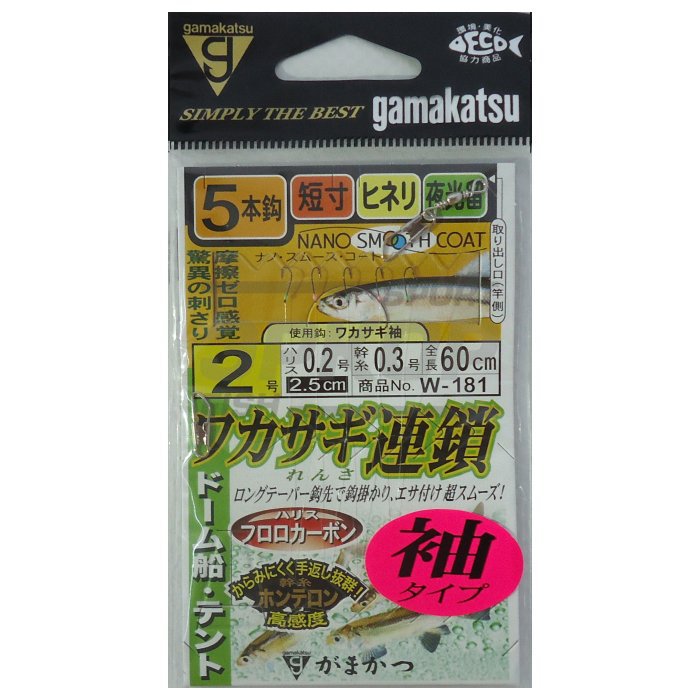 gamakatsu
環境・美化
ECO
協力商品
SIMPLY THE BEST
gamakatsu
5本鈎
短寸
ヒネリ
夜光留
NANO SMOOTH COAT
ナノ・スムース・コート
摩擦ゼロ感覚
驚異の刺さり
取り出し口(竿側)
使用鈎:ワカサギ袖
2号
ハリス 0.2号
2.5cm
幹糸 0.3号
全長 60cm
商品No. W-181
ワカサギ連鎖
れんさ
ロングテーパー鈎先で鈎掛かり、エサ付け超スムーズ!
ドーム船・テント
ハリス
フロロカーボン
袖
タイプ
からみにくく手返し抜群!
幹糸
ホンテロン
高感度
がまかつ